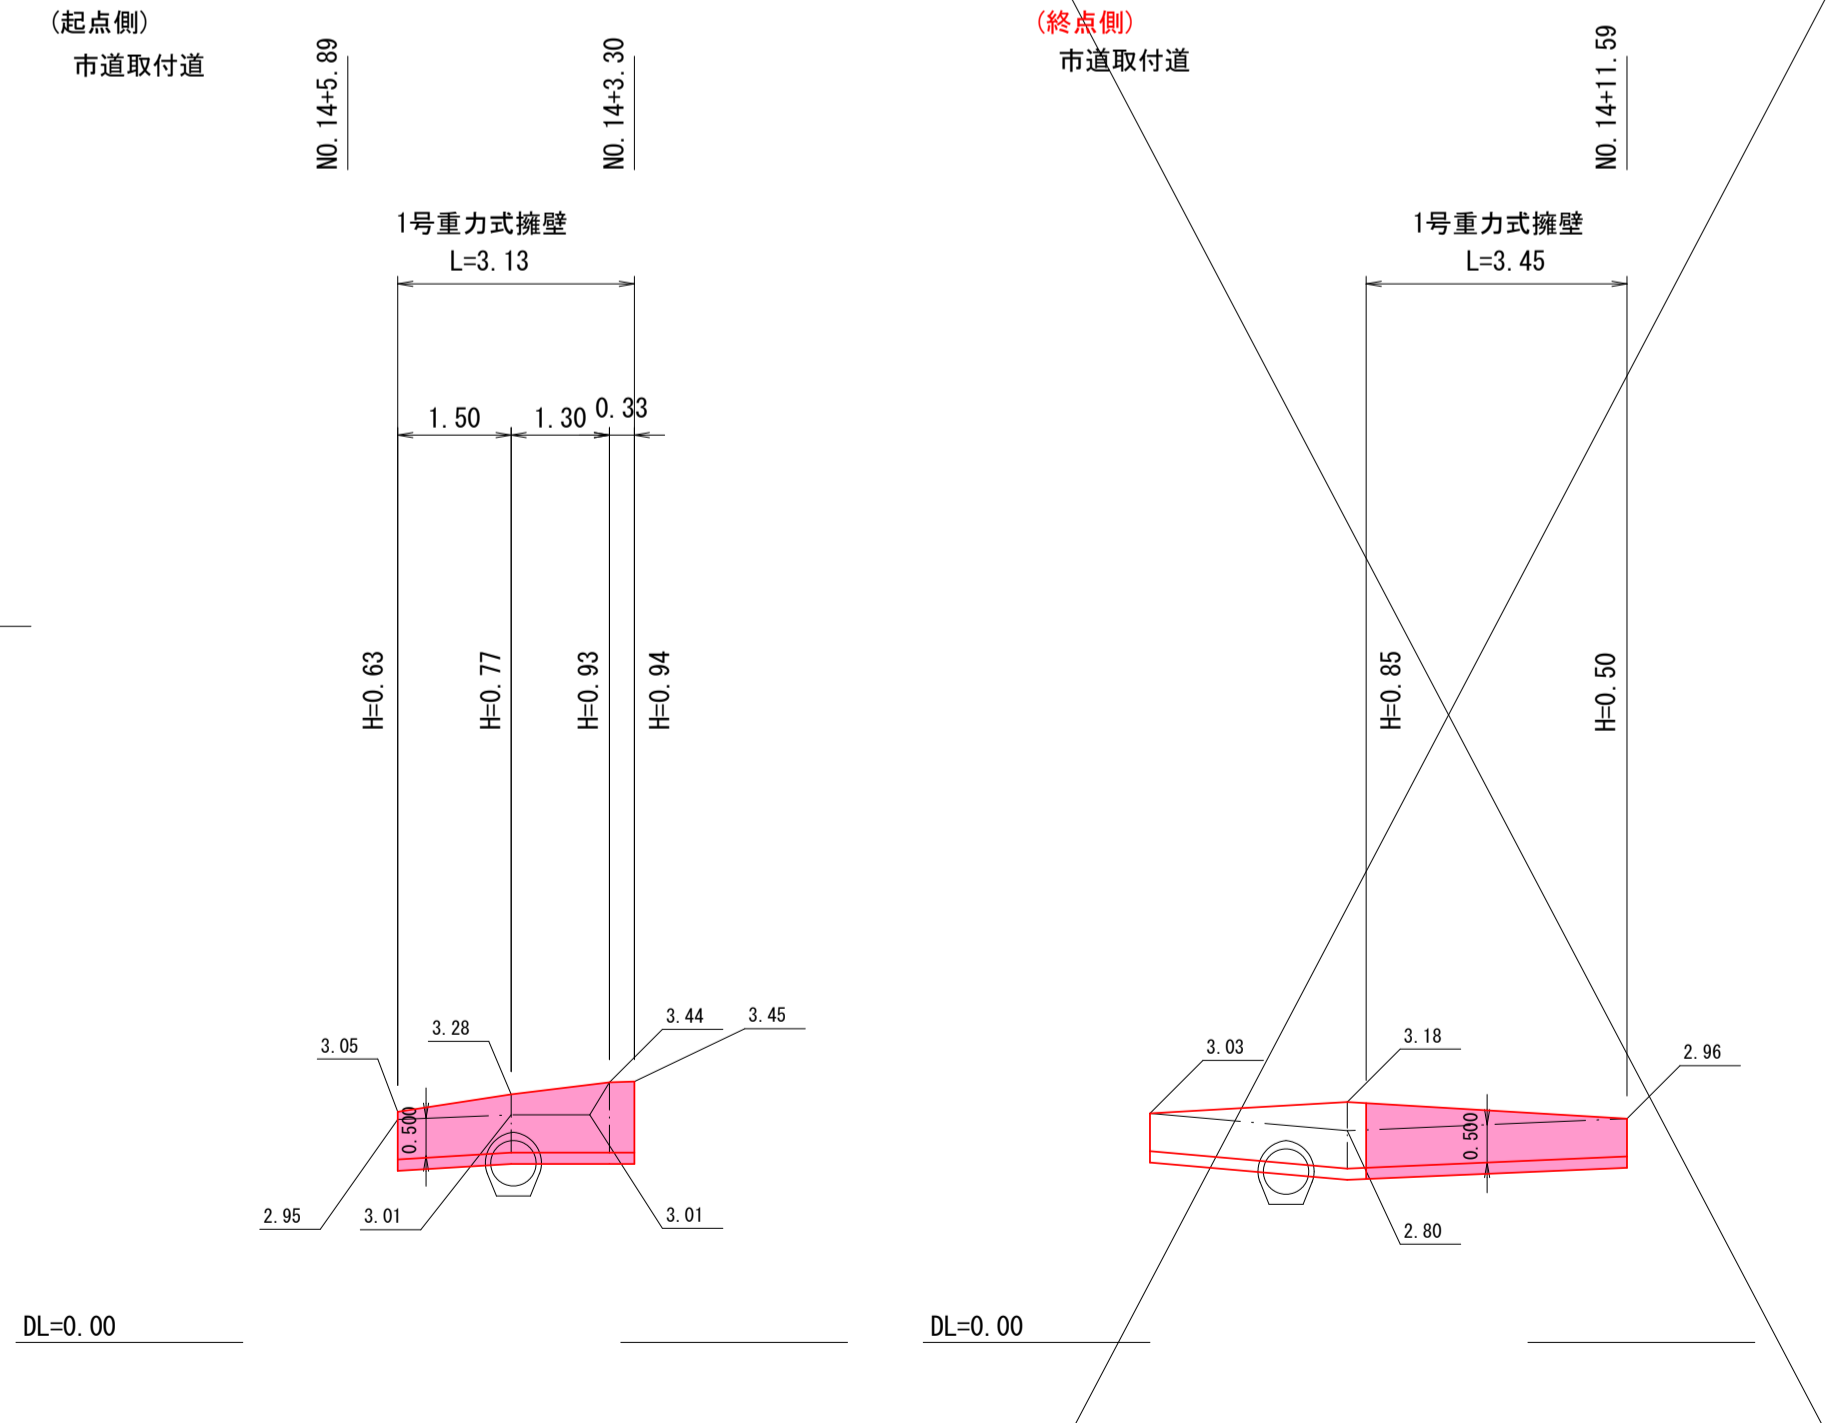 (起点側)
市道取付道
NO.14+5.89
NO.14+3.30
1号重力式擁壁
L=3.13
1.50
1.30
0.33
H=0.63
H=0.77
H=0.93
H=0.94
3.05
3.28
3.44
3.45
0.500
2.95
3.01
3.01
DL=0.00
(終点側)
市道取付道
NO.14+11.59
1号重力式擁壁
L=3.45
H=0.85
H=0.50
3.03
3.18
2.96
0.500
2.80
DL=0.00